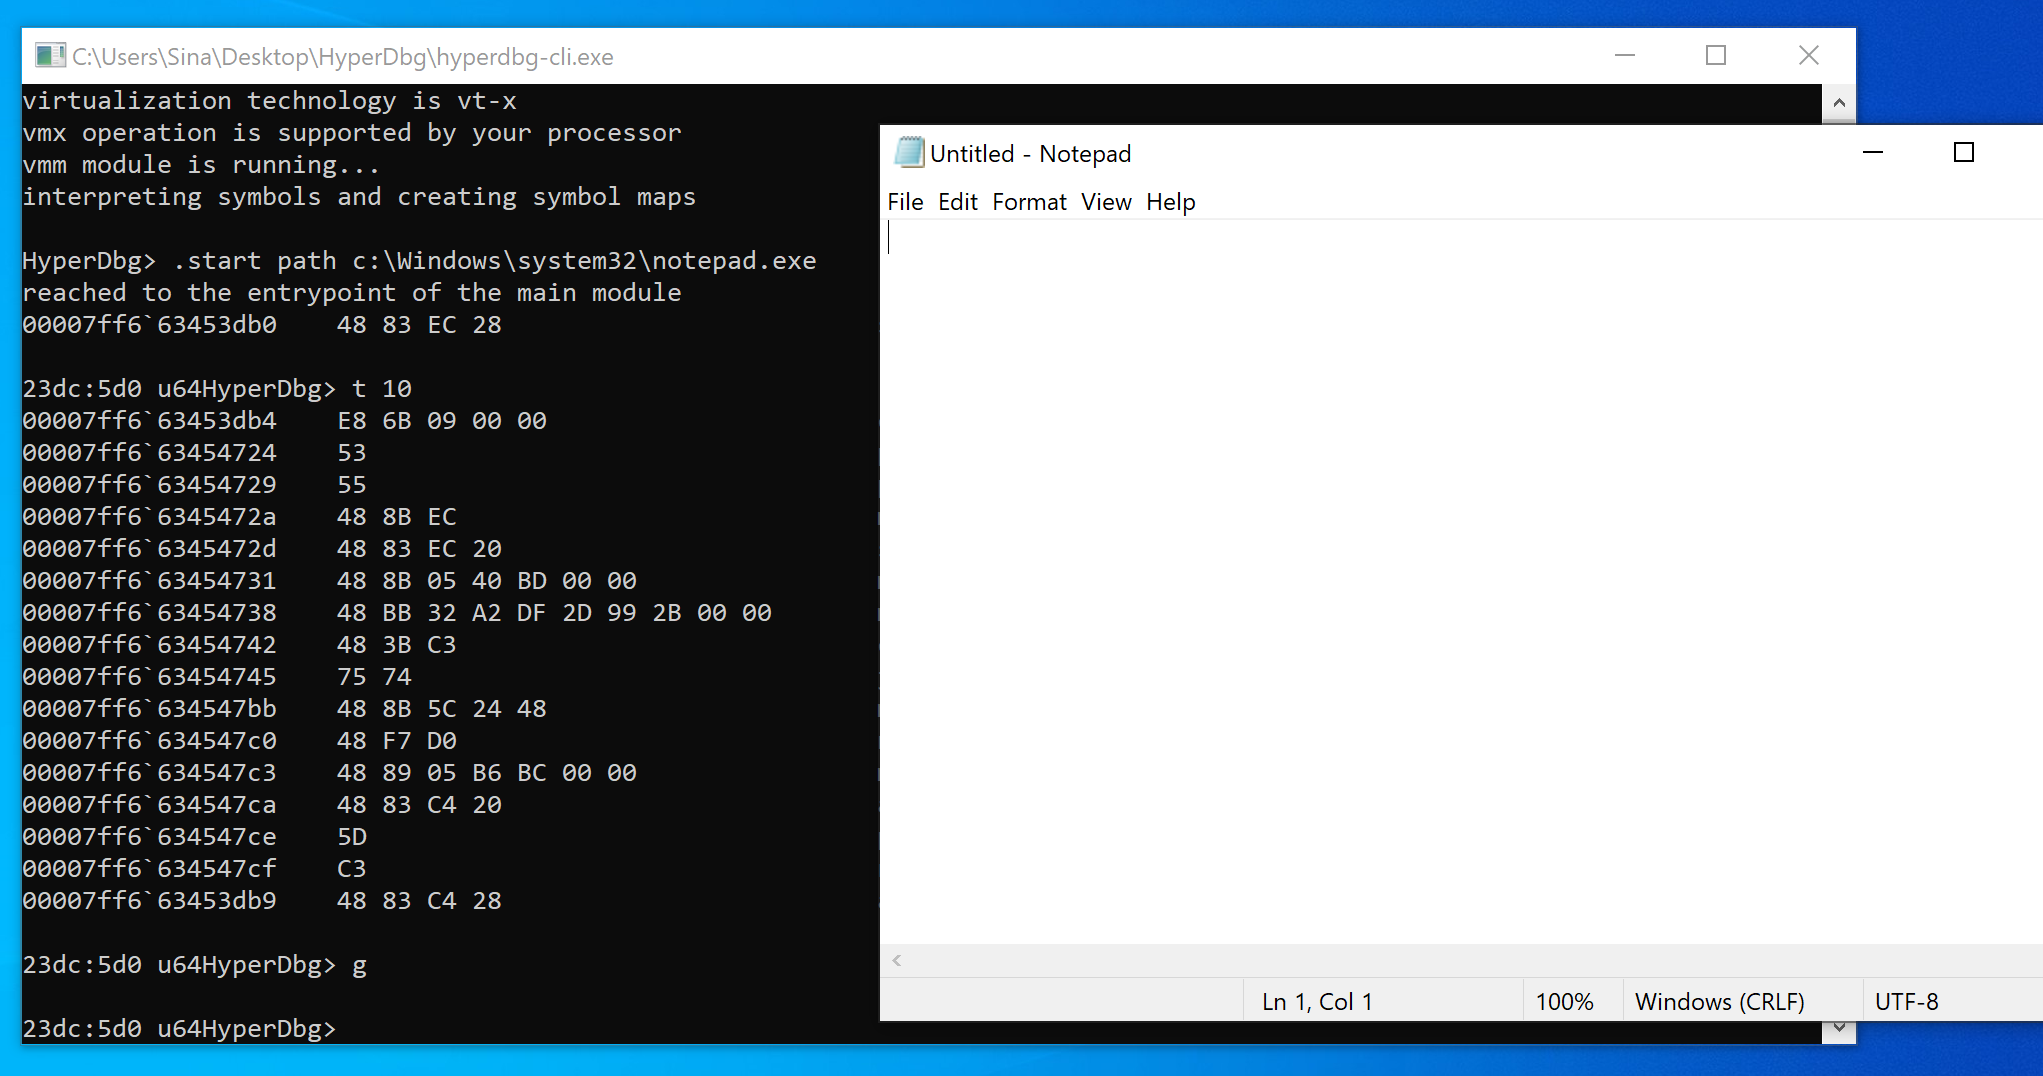 C:\Users\Sina\Desktop\HyperDbg\hyperdbg-cli.exe
virtualization technology is vt-x
vmx operation is supported by your processor
vmm module is running...
interpreting symbols and creating symbol maps
HyperDbg> .start path c:\Windows\system32\notepad.exe
reached to the entrypoint of the main module
00007ff6`63453db0    48 83 EC 28
23dc:5d0 u64HyperDbg> t 10
00007ff6`63453db4    E8 6B 09 00 00
00007ff6`63454724    53
00007ff6`63454729    55
00007ff6`6345472a    48 8B EC
00007ff6`6345472d    48 83 EC 20
00007ff6`63454731    48 8B 05 40 BD 00 00
00007ff6`63454738    48 BB 32 A2 DF 2D 99 2B 00 00
00007ff6`63454742    48 3B C3
00007ff6`63454745    75 74
00007ff6`634547bb    48 8B 5C 24 48
00007ff6`634547c0    48 F7 D0
00007ff6`634547c3    48 89 05 B6 BC 00 00
00007ff6`634547ca    48 83 C4 20
00007ff6`634547ce    5D
00007ff6`634547cf    C3
00007ff6`63453db9    48 83 C4 28
23dc:5d0 u64HyperDbg> g
23dc:5d0 u64HyperDbg>
Untitled - Notepad
File Edit Format View Help
Ln 1, Col 1 100% Windows (CRLF) UTF-8